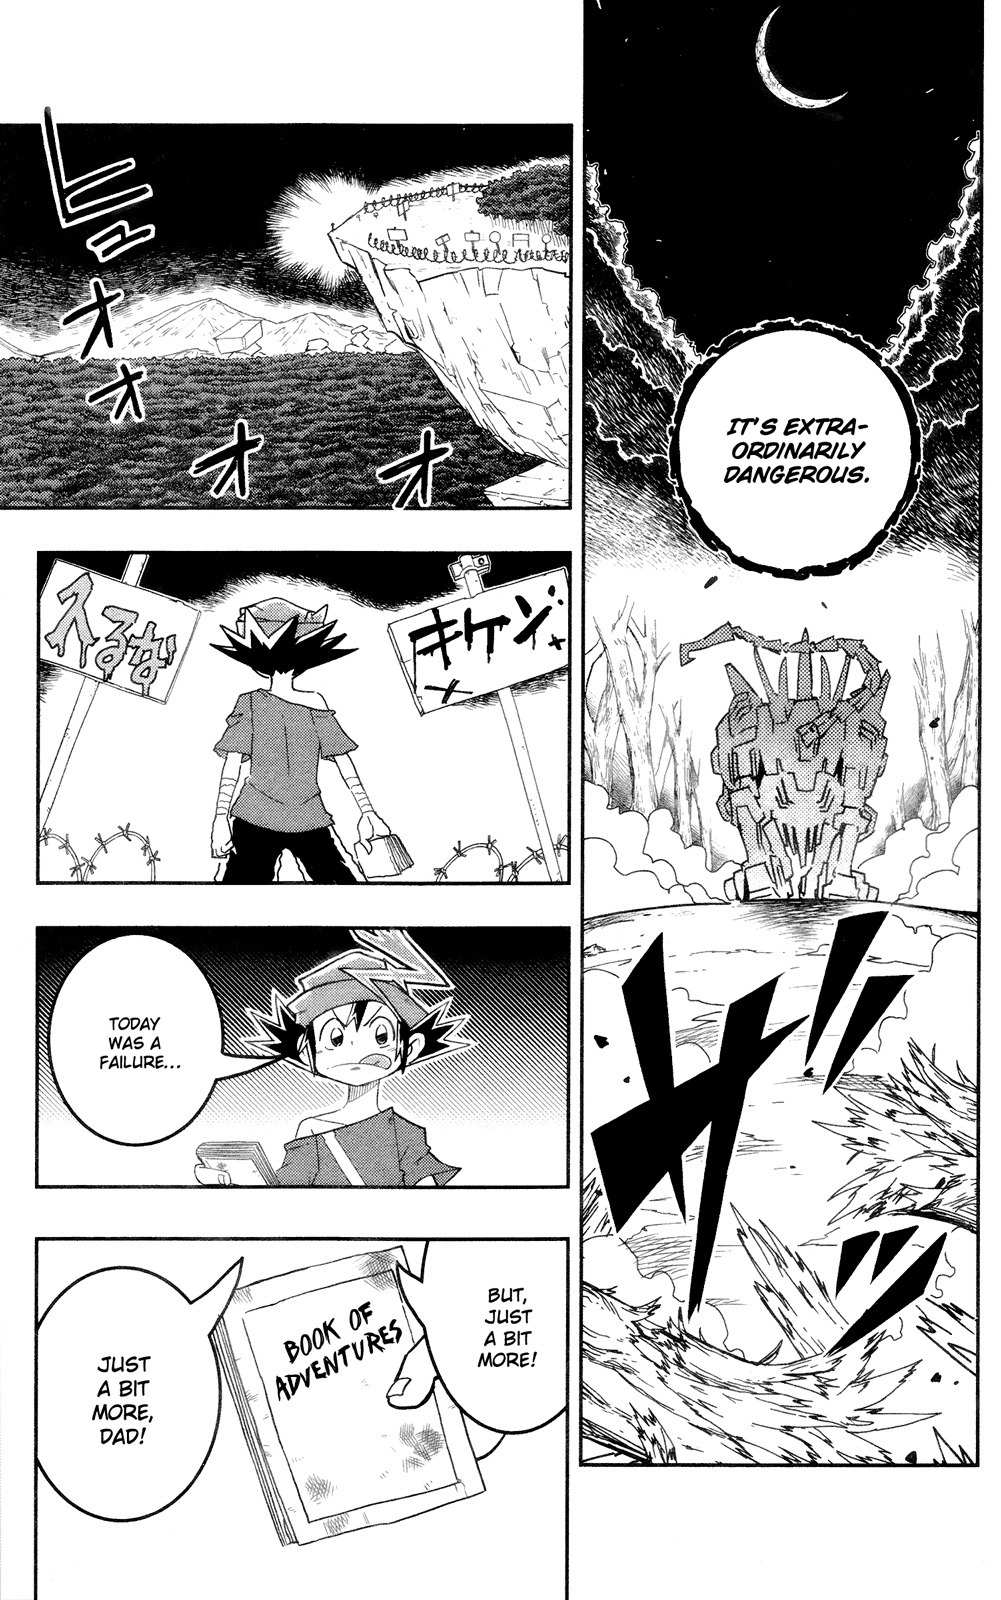 IT'S EXTRA-
ORDINARILY
DANGEROUS.
ザッ
ヒュオオオオ
キケン
入るな
TODAY
WAS A
FAILURE...
BUT,
JUST
A BIT
MORE!
BOOK OF
ADVENTURES
JUST
A BIT
MORE,
DAD!